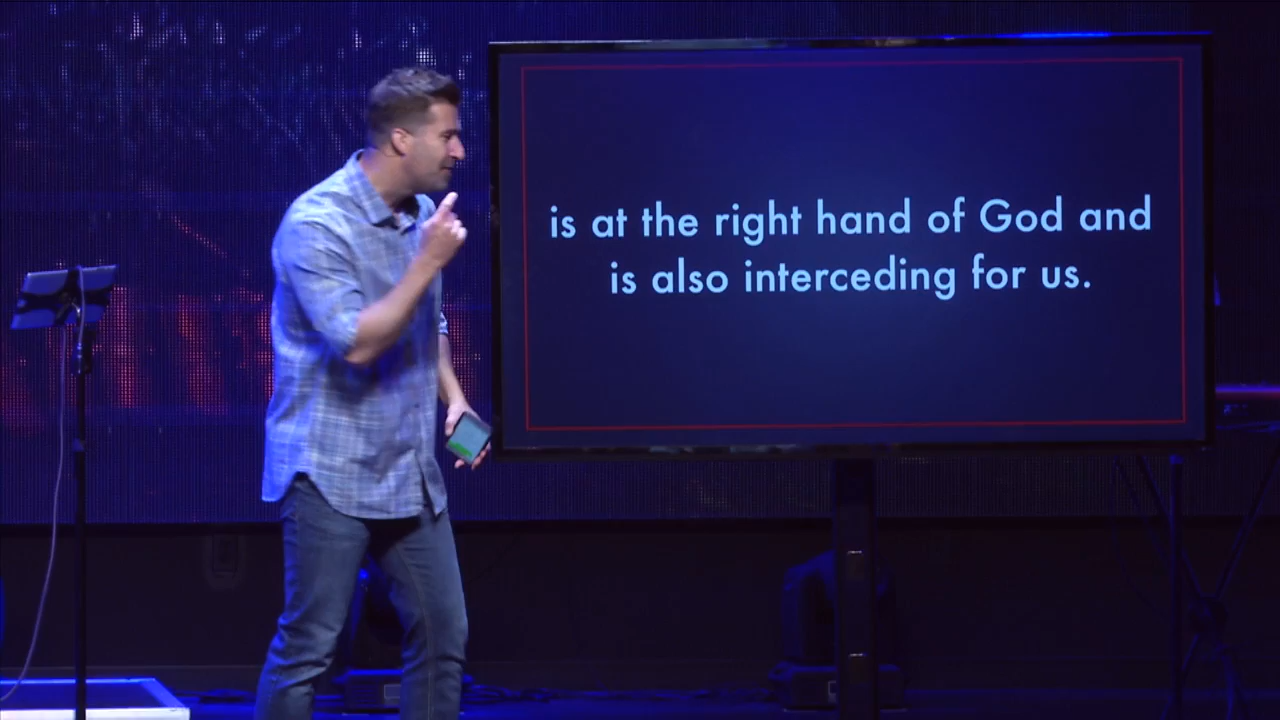 is at the right hand of God and
is also interceding for us.